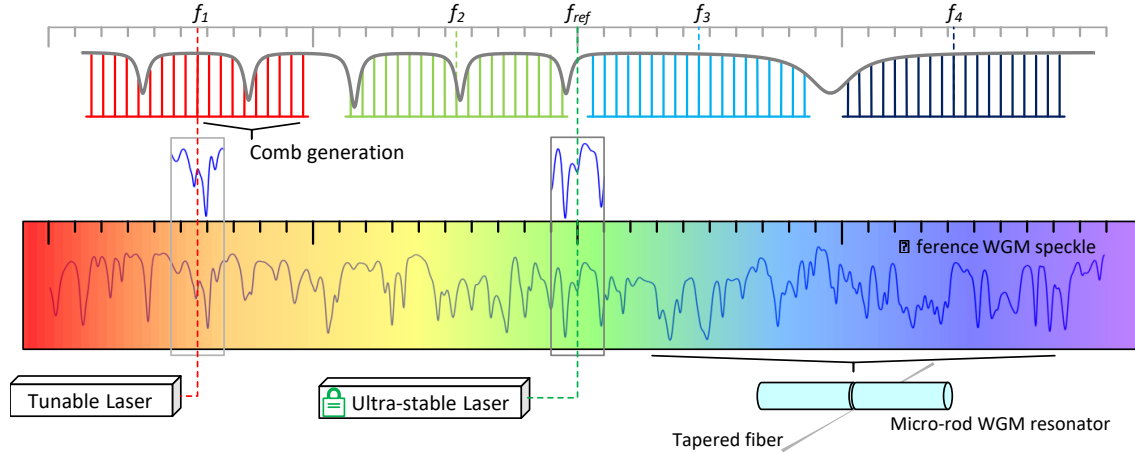 f1 f2 fref f3 f4
Comb generation
ference WGM speckle
Tunable Laser
Ultra-stable Laser
Tapered fiber
Micro-rod WGM resonator